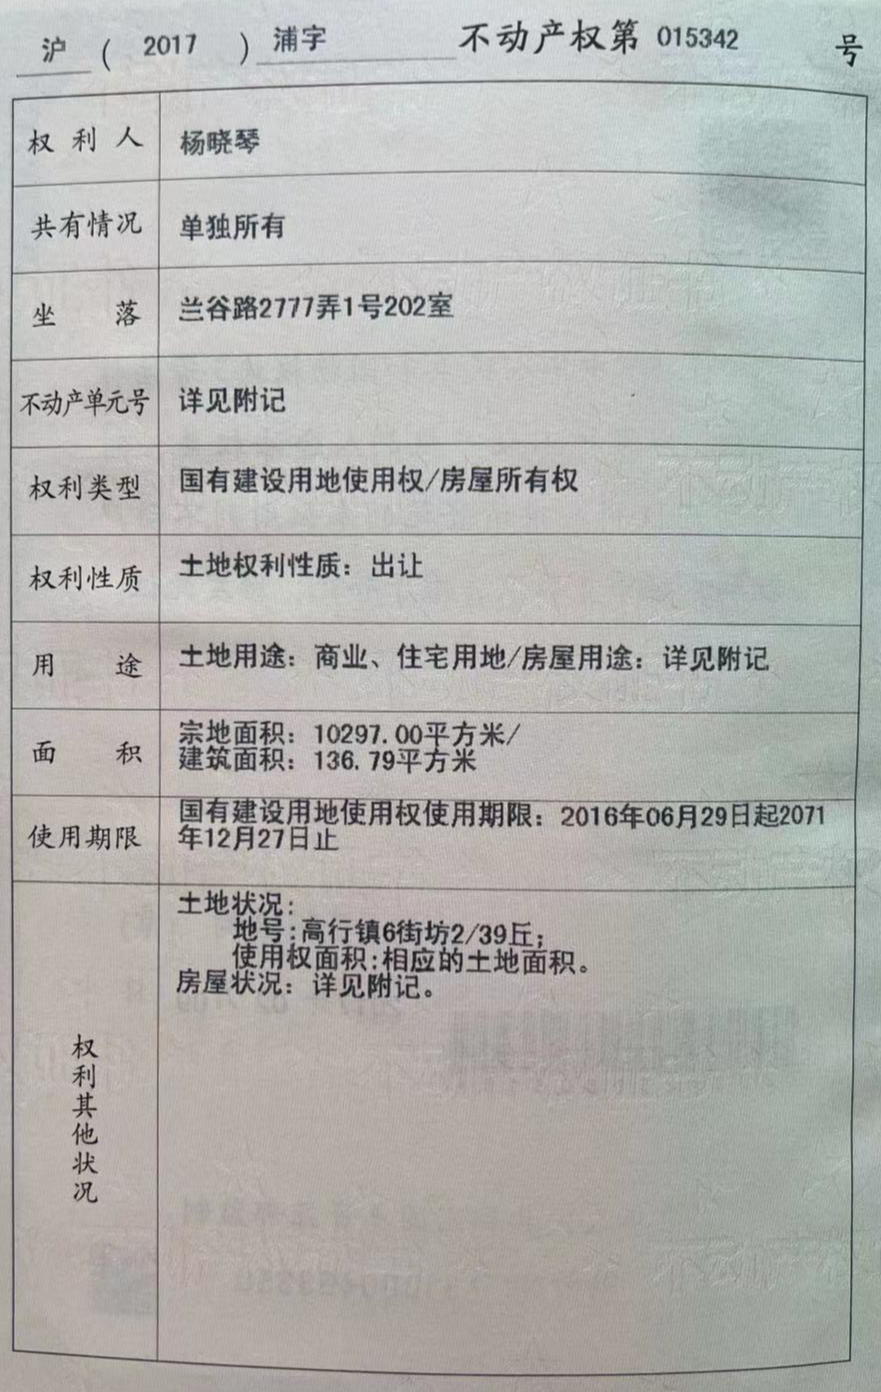 沪（2017）浦字不动产权第015342号
权利人 杨晓琴
共有情况 单独所有
坐落 兰谷路2777弄1号202室
不动产单元号 详见附记
权利类型 国有建设用地使用权/房屋所有权
权利性质 土地权利性质：出让
用途 土地用途：商业、住宅用地/房屋用途：详见附记
面积 宗地面积：10297.00平方米/
建筑面积：136.79平方米
使用期限 国有建设用地使用权使用期限：2016年06月29日起2071
年12月27日止
权利其他状况 土地状况：
地号:高行镇6街坊2/39丘；
使用权面积:相应的土地面积。
房屋状况：详见附记。